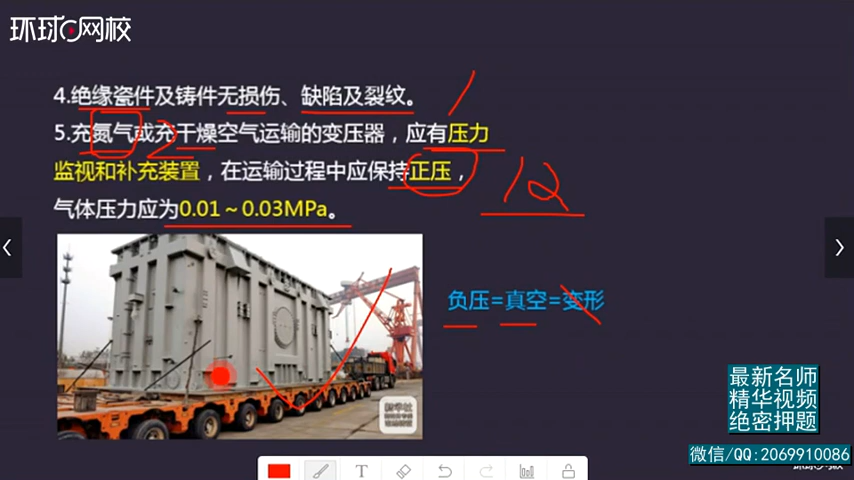 环球网校
4.绝缘瓷件及铸件无损伤、缺陷及裂纹。
5.充氮气或充干燥空气运输的变压器，应有压力
监视和补充装置，在运输过程中应保持正压，
气体压力应为0.01～0.03MPa。
1
2
12
负压=真空=变形
最新名师
精华视频
绝密押题
微信/QQ:2069910086
T